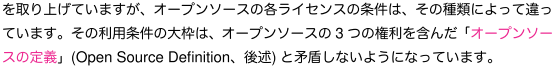 を取り上げていますが、オープンソースの各ライセンスの条件は、その種類によって違っ
ています。その利用条件の大枠は、オープンソースの 3 つの権利を含んだ「オープンソー
スの定義」(Open Source Definition、後述) と矛盾しないようになっています。